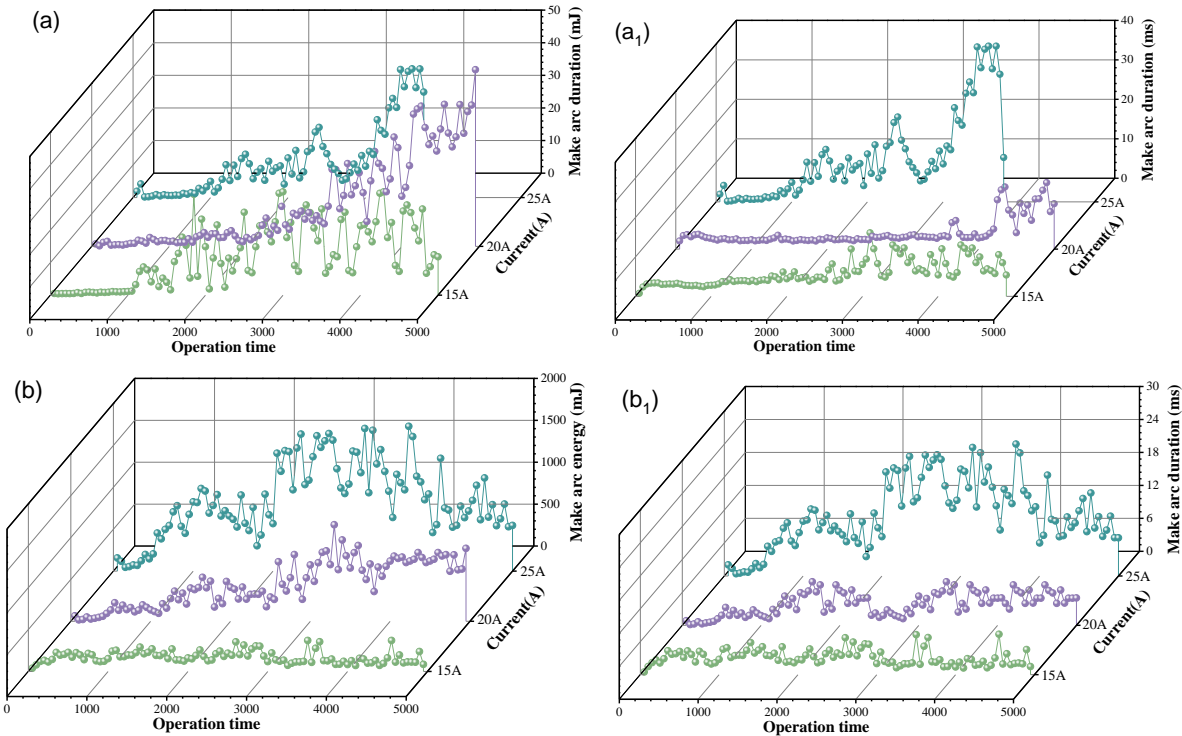 (a)
50
40
30
20
10
0
Make arc duration (mJ)
25A
20A
15A
Current(A)
0
1000
2000
3000
4000
5000
Operation time
(a1)
40
30
20
10
0
Make arc duration (ms)
25A
20A
15A
Current(A)
0
1000
2000
3000
4000
5000
Operation time
(b)
2000
1500
1000
500
0
Make arc energy (mJ)
25A
20A
15A
Current(A)
0
1000
2000
3000
4000
5000
Operation time
(b1)
30
24
18
12
6
0
Make arc duration (ms)
25A
20A
15A
Current(A)
0
1000
2000
3000
4000
5000
Operation time